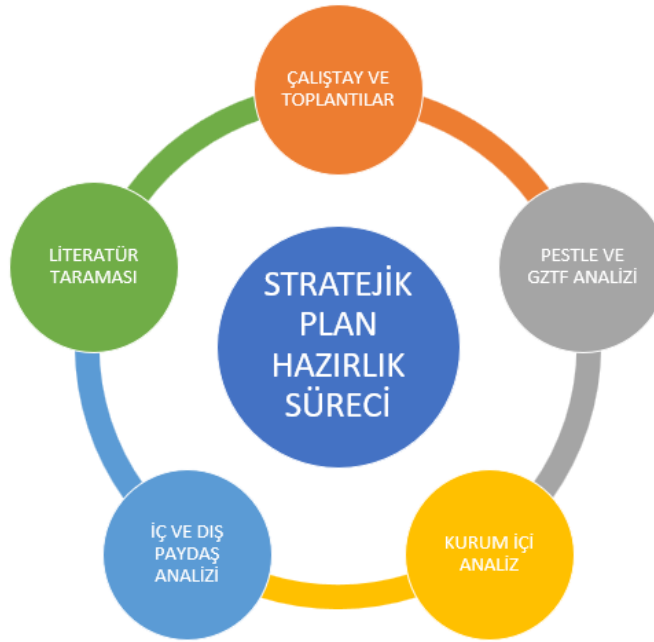 ÇALIŞTAY VE
TOPLANTILAR
PESTLE VE
GZTF ANALİZİ
KURUM İÇİ
ANALİZ
İÇ VE DIŞ
PAYDAŞ
ANALİZİ
LİTERATÜR
TARAMASI
STRATEJİK
PLAN
HAZIRLIK
SÜRECİ